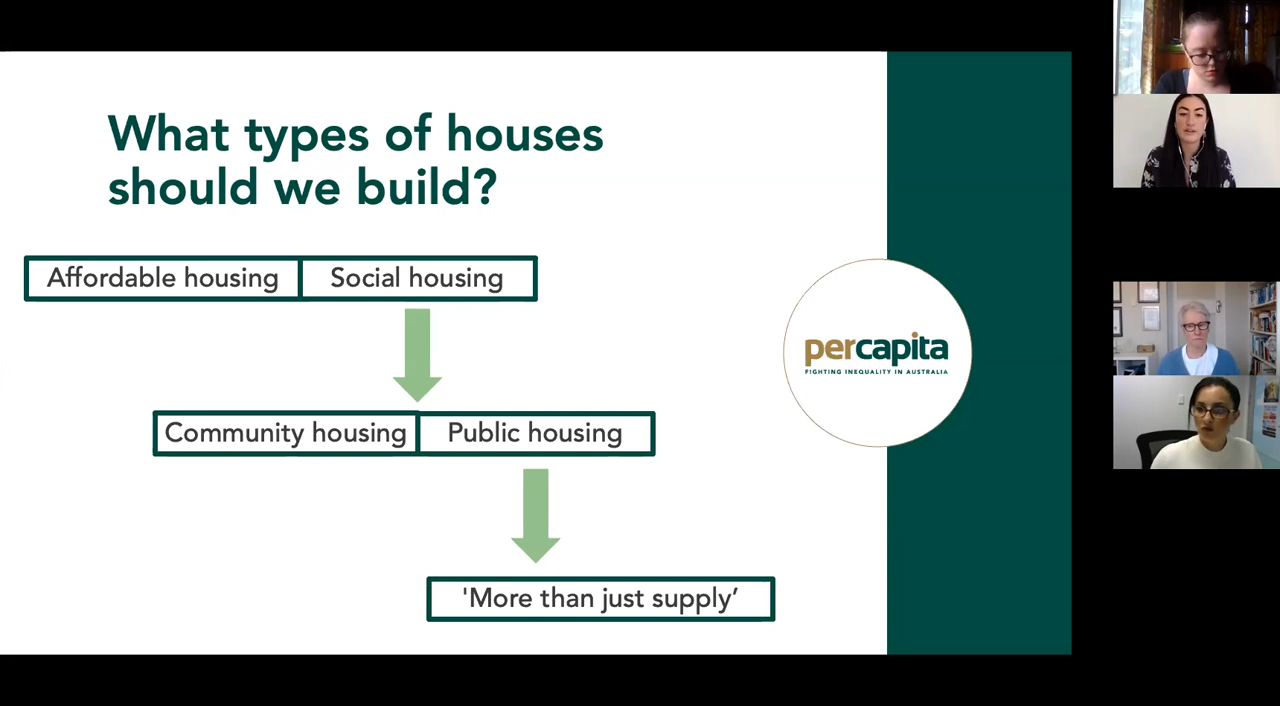 What types of houses
should we build?
Affordable housing
Social housing
Community housing
Public housing
'More than just supply’
percapita
FIGHTING INEQUALITY IN AUSTRALIA